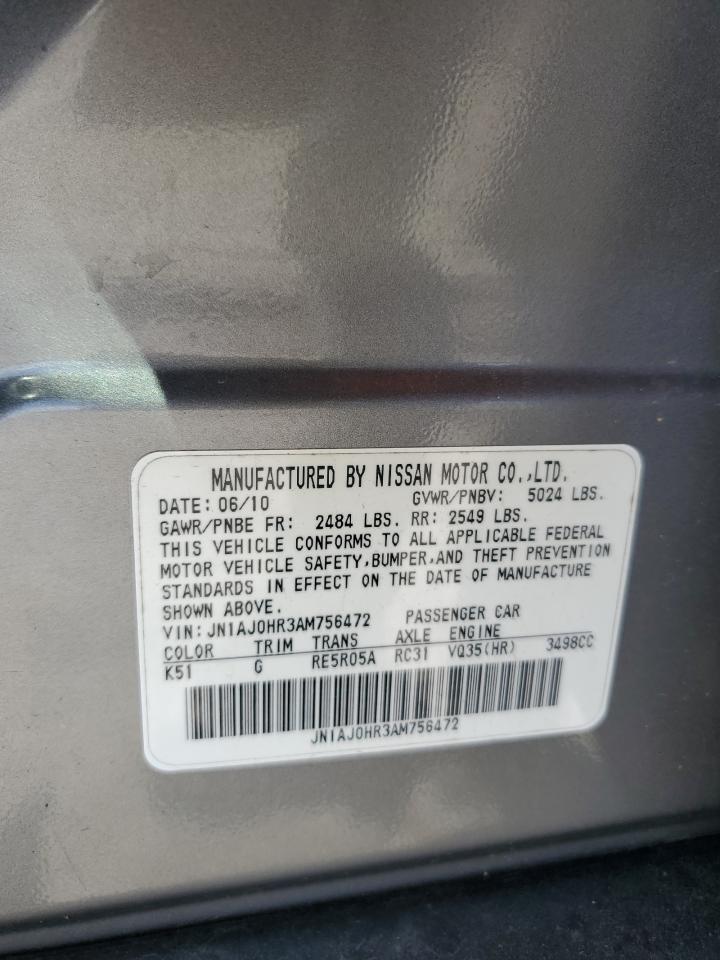 MANUFACTURED BY NISSAN MOTOR CO.,LTD.
DATE: 06/10 GVWR/PNBV: 5024 LBS.
GAWR/PNBE FR: 2484 LBS. RR: 2549 LBS.
THIS VEHICLE CONFORMS TO ALL APPLICABLE FEDERAL
MOTOR VEHICLE SAFETY,BUMPER,AND THEFT PREVENTION
STANDARDS IN EFFECT ON THE DATE OF MANUFACTURE
SHOWN ABOVE.
VIN: JN1AJ0HR3AM756472 PASSENGER CAR
COLOR TRIM TRANS AXLE ENGINE
K51 G RE5R05A RC31 VQ35(HR) 3498CC
JN1AJ0HR3AM756472